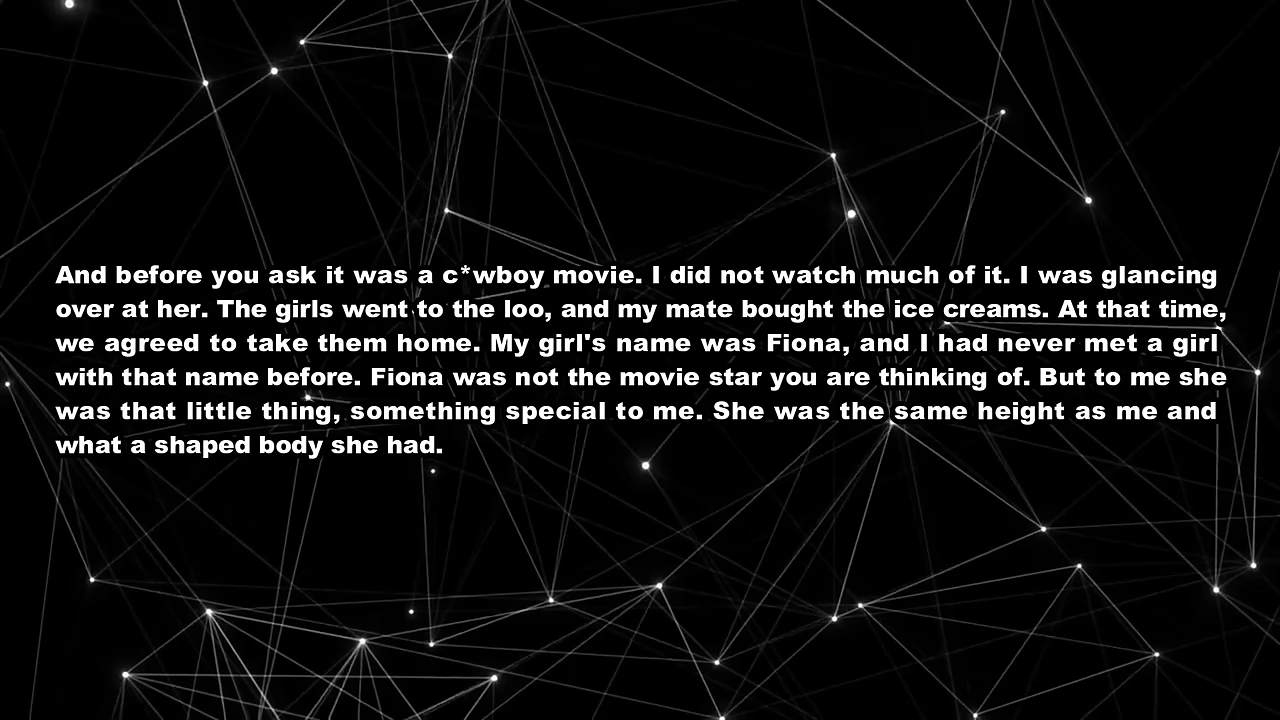 And before you ask it was a c*wboy movie. I did not watch much of it. I was glancing
over at her. The girls went to the loo, and my mate bought the ice creams. At that time,
we agreed to take them home. My girl's name was Fiona, and I had never met a girl
with that name before. Fiona was not the movie star you are thinking of. But to me she
was that little thing, something special to me. She was the same height as me and
what a shaped body she had.